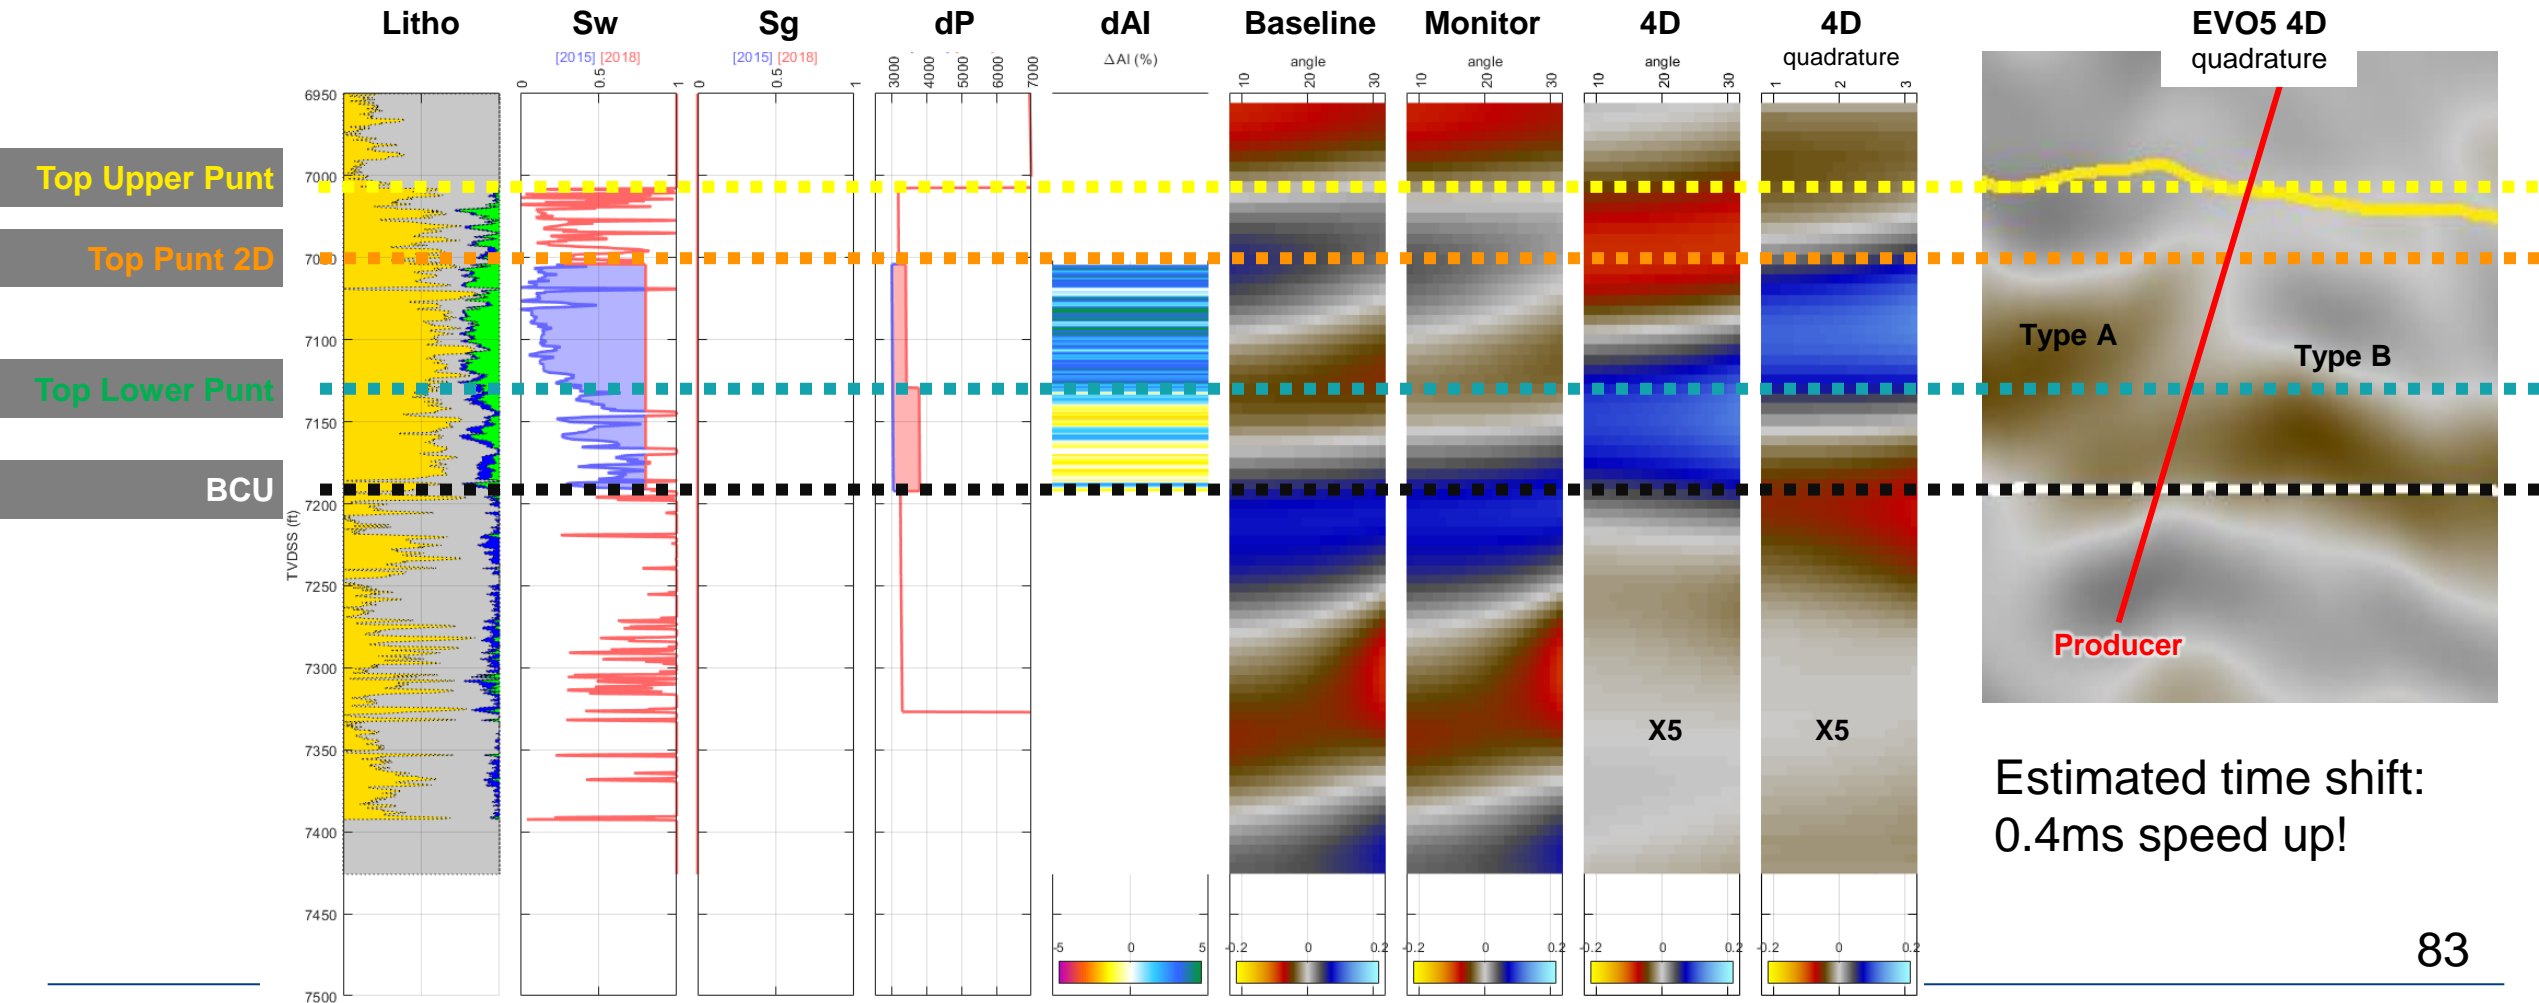 Litho
Sw
Sg
dP
dAI
Baseline
Monitor
4D
4D
quadrature
EVO5 4D
quadrature
[2015] [2018]
[2015] [2018]
ΔAI (%)
angle
angle
angle
0 0.5 1
0 0.5 1
3000 4000 5000 6000 7000
10 20 30
10 20 30
10 20 30
1 2 3
6950
7000
7100
7150
7200
7250
7300
7350
7400
7450
7500
TVDSS (ft)
Top Upper Punt
Top Punt 2D
Top Lower Punt
BCU
Type A
Type B
Producer
X5
X5
Estimated time shift:
0.4ms speed up!
-5 0 5
-0.2 0 0.2
-0.2 0 0.2
-0.2 0 0.2
-0.2 0 0.2
83